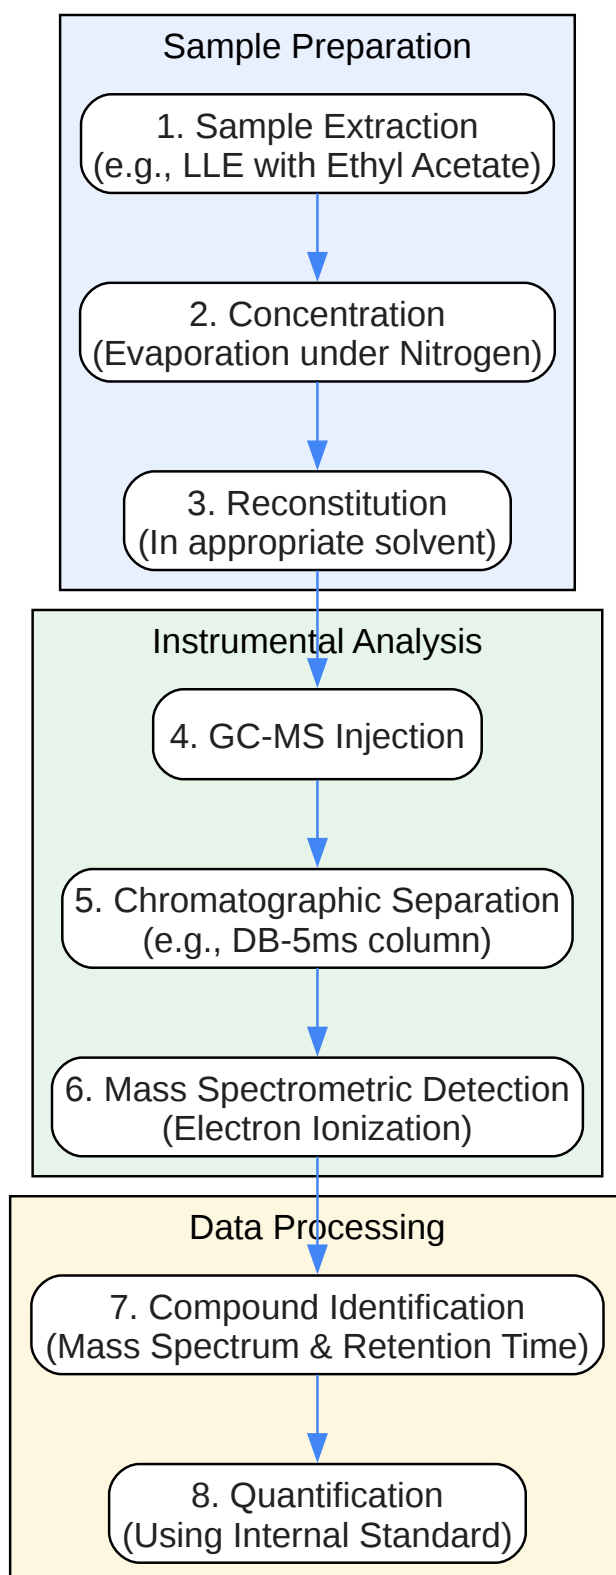 Sample Preparation
1. Sample Extraction
(e.g., LLE with Ethyl Acetate)
2. Concentration
(Evaporation under Nitrogen)
3. Reconstitution
(In appropriate solvent)
Instrumental Analysis
4. GC-MS Injection
5. Chromatographic Separation
(e.g., DB-5ms column)
6. Mass Spectrometric Detection
(Electron Ionization)
Data Processing
7. Compound Identification
(Mass Spectrum & Retention Time)
8. Quantification
(Using Internal Standard)